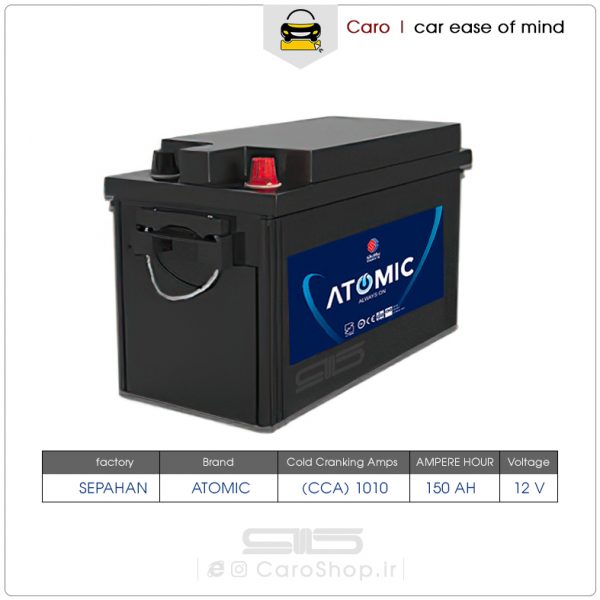 Caro | car ease of mind
ATOMIC
ALWAYS ON
factory Brand Cold Cranking Amps AMPERE HOUR Voltage
SEPAHAN ATOMIC (CCA) 1010 150 AH 12 V
CaroShop.ir